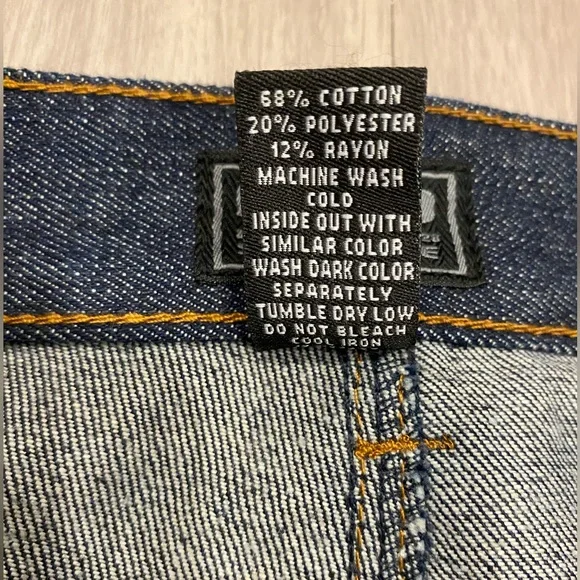 68% COTTON
20% POLYESTER
12% RAYON
MACHINE WASH
COLD
INSIDE OUT WITH
SIMILAR COLOR
WASH DARK COLOR
SEPARATELY
TUMBLE DRY LOW
DO NOT BLEACH
COOL IRON